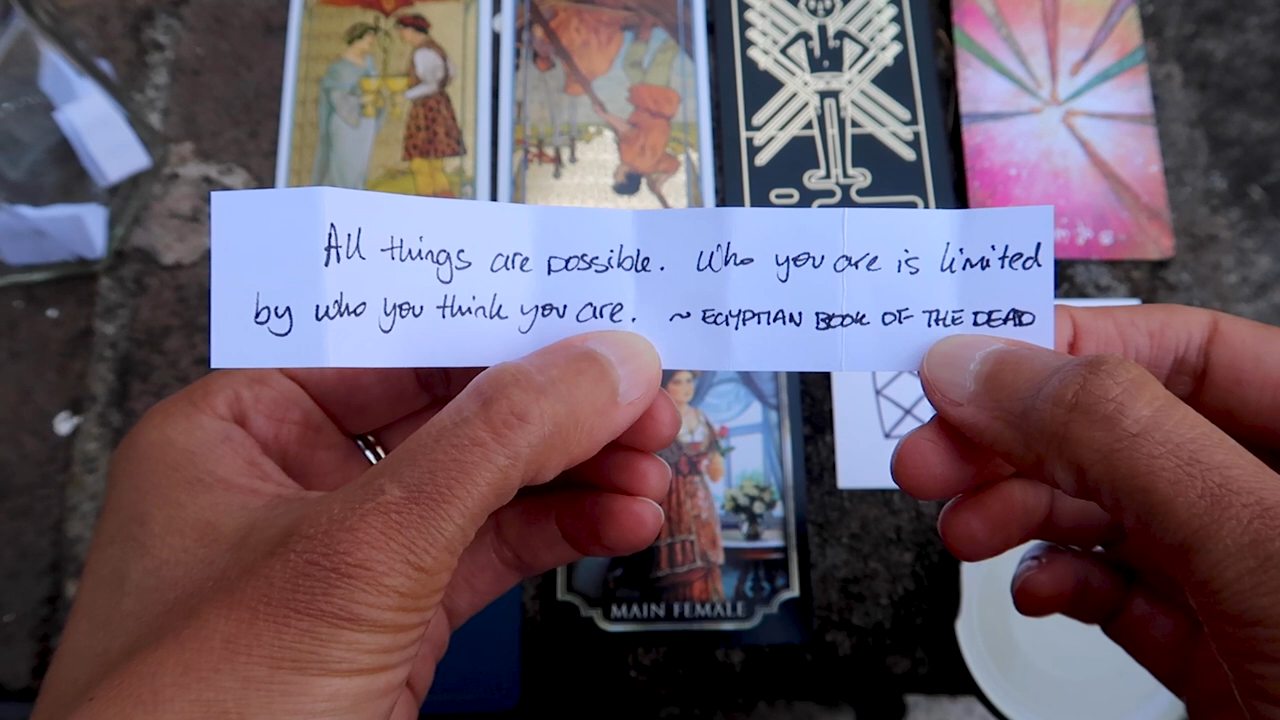 All things are possible. Who you are is limited
by who you think you are. ~ EGYPTIAN BOOK OF THE DEAD
MAIN FEMALE